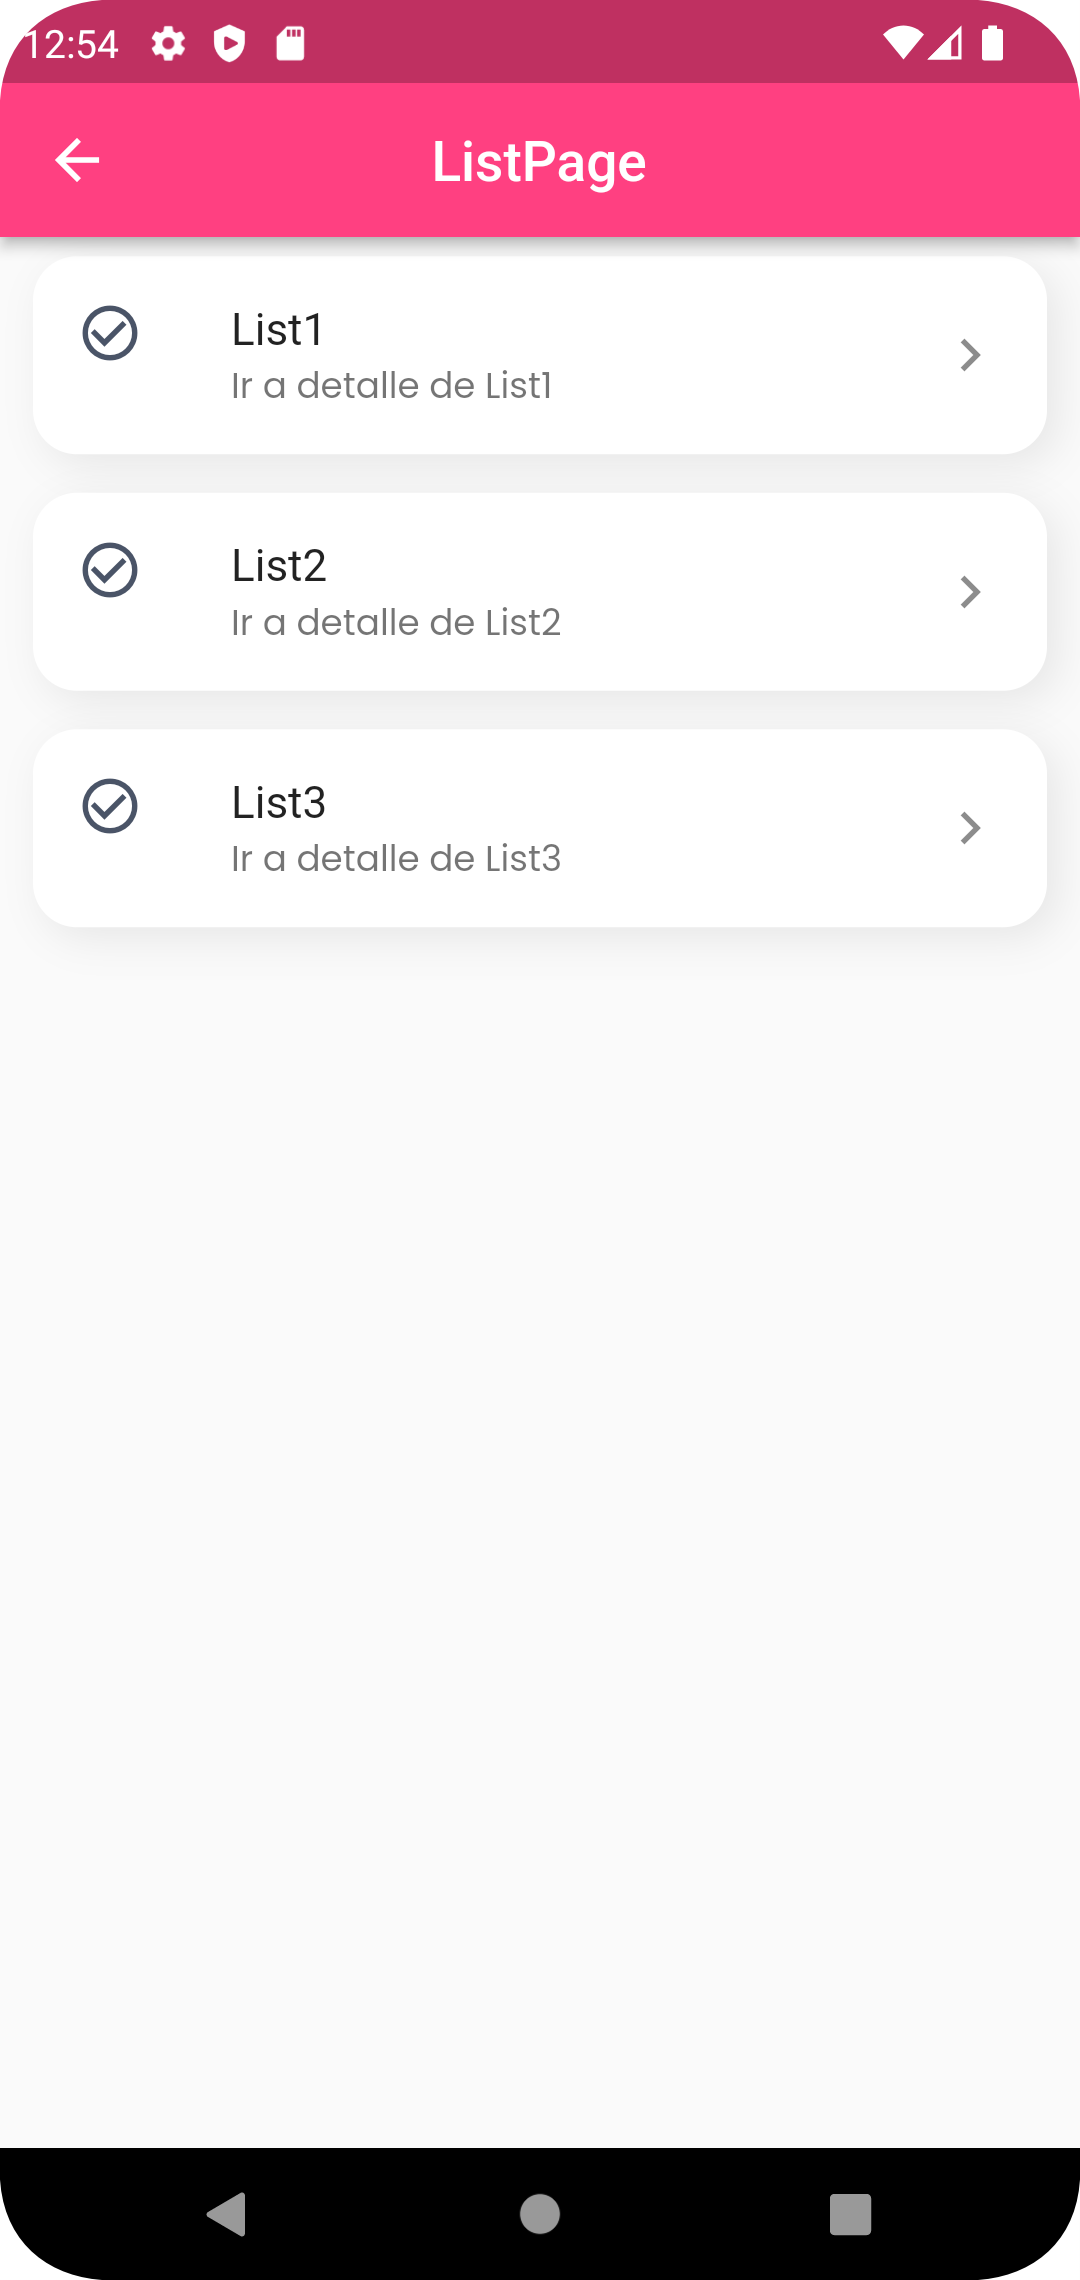 12:54
ListPage
List1
Ir a detalle de List1
List2
Ir a detalle de List2
List3
Ir a detalle de List3